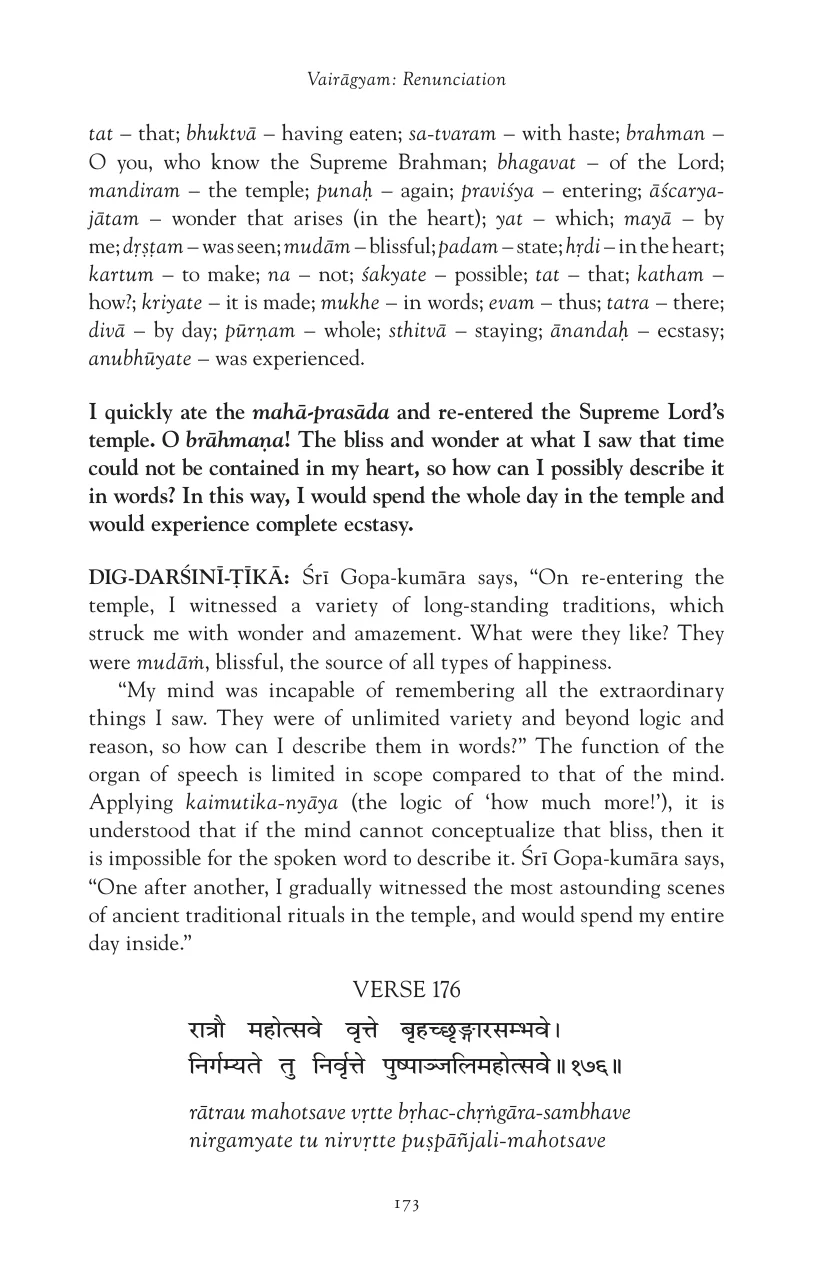 Vairāgyam: Renunciation
tat – that; bhuktvā – having eaten; sa-tvaram – with haste; brahman –
O you, who know the Supreme Brahman; bhagavat – of the Lord;
mandiram – the temple; punaḥ – again; praviśya – entering; āścarya-
jātam – wonder that arises (in the heart); yat – which; mayā – by
me; dṛṣṭam – was seen; mudām – blissful; padam – state; hṛdi – in the heart;
kartum – to make; na – not; śakyate – possible; tat – that; katham –
how?; kriyate – it is made; mukhe – in words; evam – thus; tatra – there;
divā – by day; pūrṇam – whole; sthitvā – staying; ānandaḥ – ecstasy;
anubhūyate – was experienced.
I quickly ate the mahā-prasāda and re-entered the Supreme Lord’s
temple. O brāhmaṇa! The bliss and wonder at what I saw that time
could not be contained in my heart, so how can I possibly describe it
in words? In this way, I would spend the whole day in the temple and
would experience complete ecstasy.
DIG-DARŚINĪ-ṬĪKĀ: Śrī Gopa-kumāra says, “On re-entering the
temple, I witnessed a variety of long-standing traditions, which
struck me with wonder and amazement. What were they like? They
were mudāṁ, blissful, the source of all types of happiness.
“My mind was incapable of remembering all the extraordinary
things I saw. They were of unlimited variety and beyond logic and
reason, so how can I describe them in words?” The function of the
organ of speech is limited in scope compared to that of the mind.
Applying kaimutika-nyāya (the logic of ‘how much more!’), it is
understood that if the mind cannot conceptualize that bliss, then it
is impossible for the spoken word to describe it. Śrī Gopa-kumāra says,
“One after another, I gradually witnessed the most astounding scenes
of ancient traditional rituals in the temple, and would spend my entire
day inside.”
VERSE 176
रात्रौ महोत्सवे वृत्ते बृहच्छृङ्गारसम्भवे।
निर्गम्यते तु निर्वृत्ते पुष्पाञ्जलिमहोत्सवे॥१७६॥
rātrau mahotsave vṛtte bṛhac-chṛṅgāra-sambhave
nirgamyate tu nirvṛtte puṣpāñjali-mahotsave
173